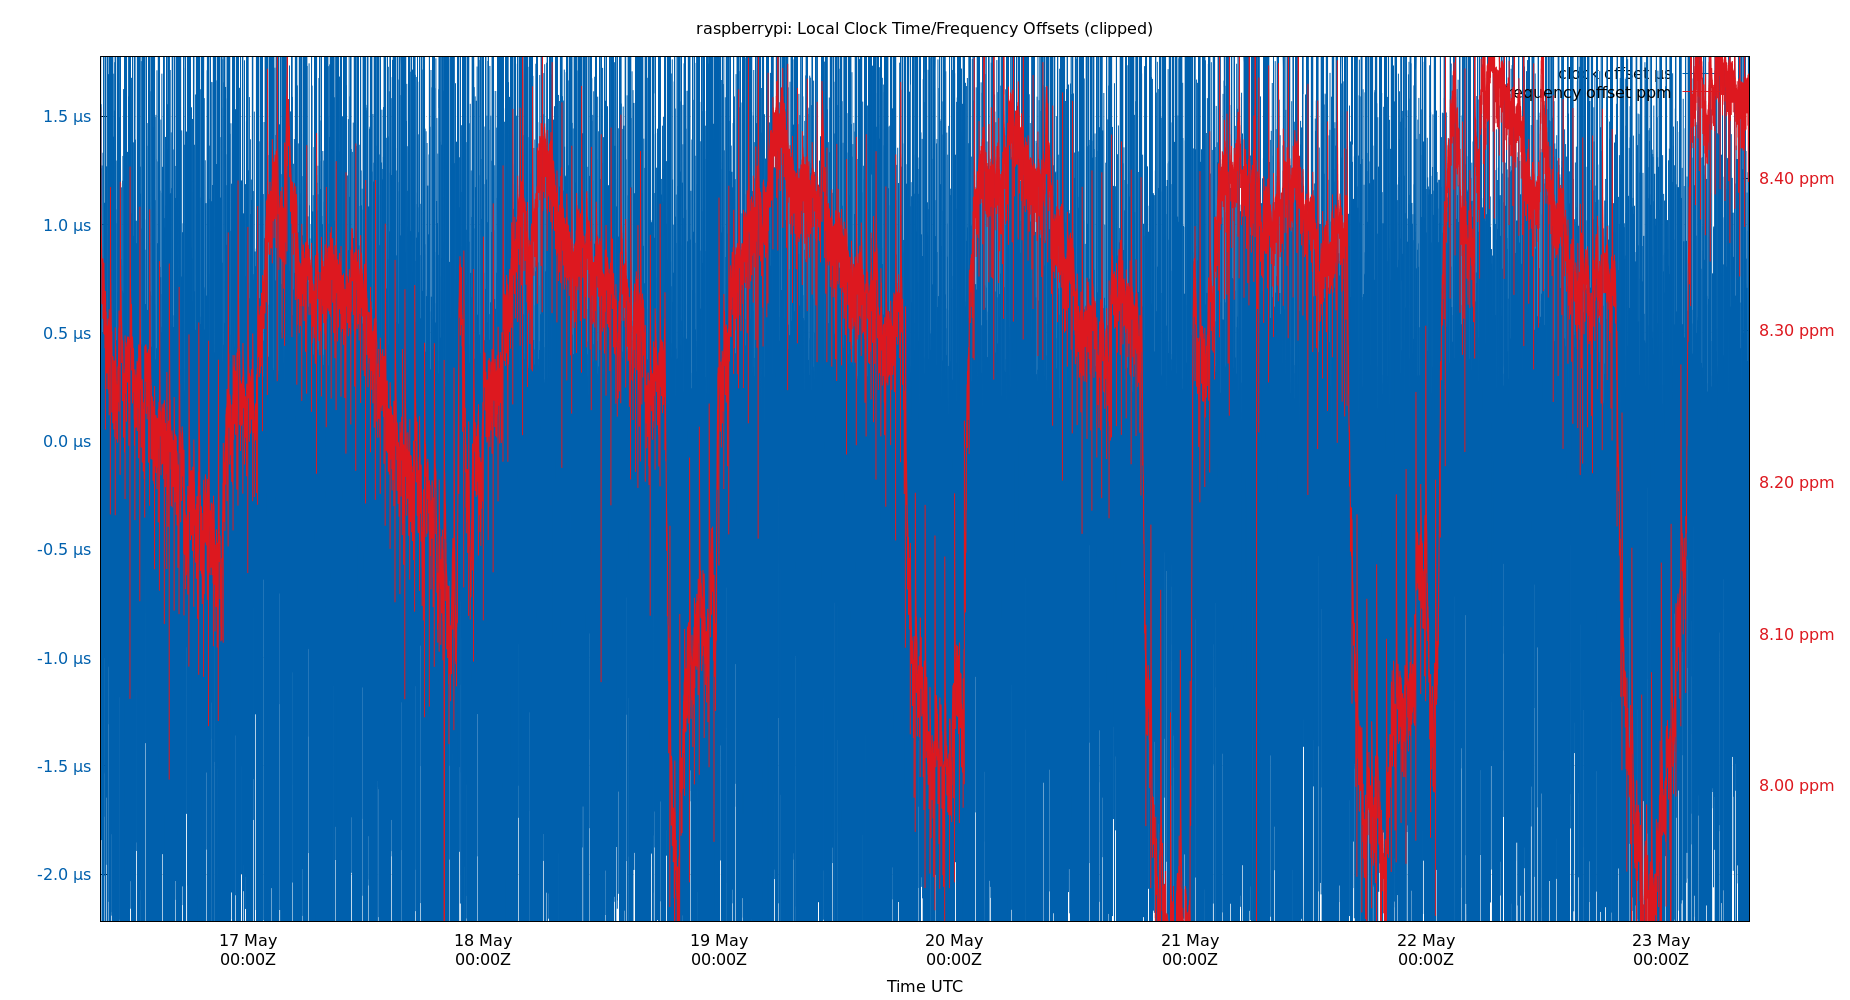 raspberrypi: Local Clock Time/Frequency Offsets (clipped)
clock offset µs
frequency offset ppm
1.5 µs
1.0 µs
0.5 µs
0.0 µs
-0.5 µs
-1.0 µs
-1.5 µs
-2.0 µs
8.40 ppm
8.30 ppm
8.20 ppm
8.10 ppm
8.00 ppm
17 May
00:00Z
18 May
00:00Z
19 May
00:00Z
20 May
00:00Z
21 May
00:00Z
22 May
00:00Z
23 May
00:00Z
Time UTC